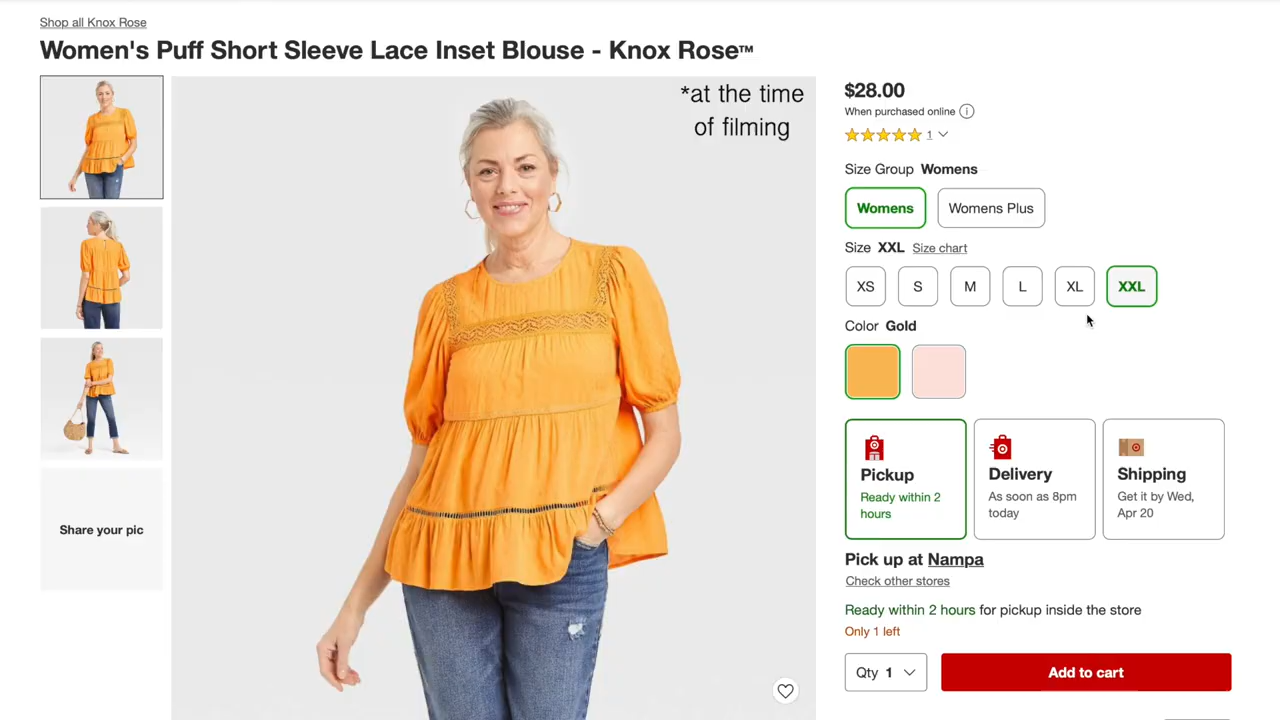 Shop all Knox Rose
Women's Puff Short Sleeve Lace Inset Blouse - Knox Rose™
*at the time
of filming
Share your pic
$28.00
When purchased online
1
Size Group Womens
Womens
Womens Plus
Size XXL Size chart
XS
S
M
L
XL
XXL
Color Gold
Pickup
Ready within 2
hours
Delivery
As soon as 8pm
today
Shipping
Get it by Wed,
Apr 20
Pick up at Nampa
Check other stores
Ready within 2 hours for pickup inside the store
Only 1 left
Qty 1
Add to cart